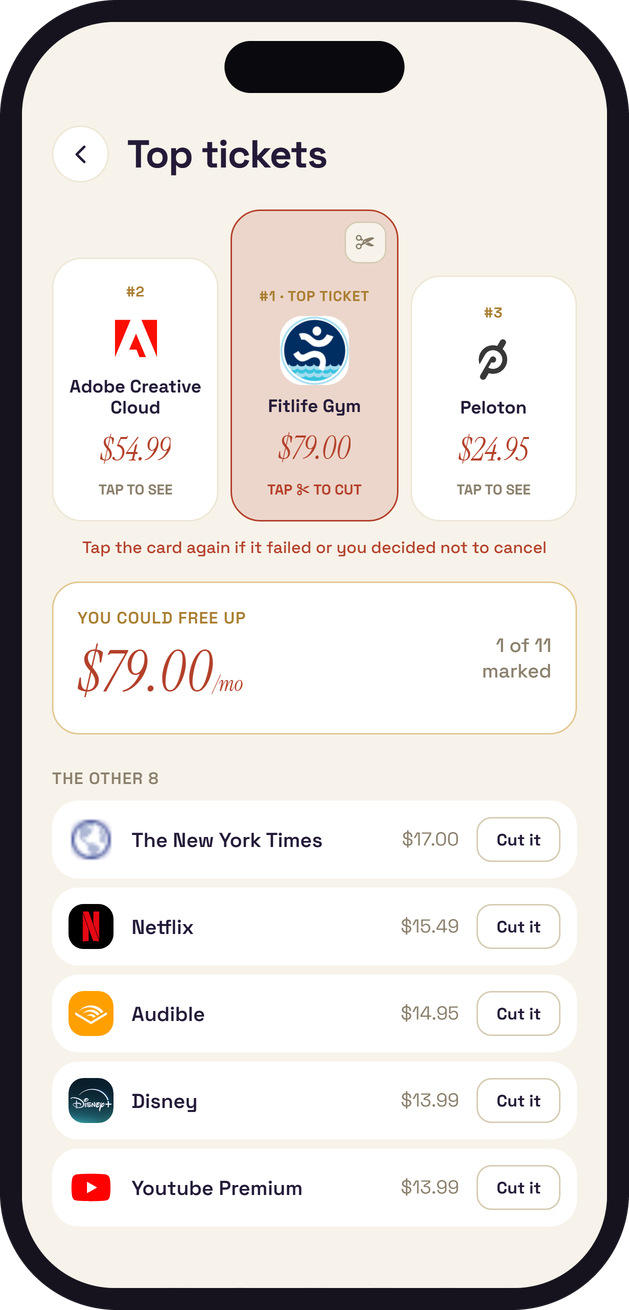 Top tickets
#2
Adobe Creative
Cloud
$54.99
TAP TO SEE
#1 · TOP TICKET
Fitlife Gym
$79.00
TAP ✂ TO CUT
#3
Peloton
$24.95
TAP TO SEE
Tap the card again if it failed or you decided not to cancel
YOU COULD FREE UP
$79.00/mo
1 of 11
marked
THE OTHER 8
The New York Times $17.00 Cut it
Netflix $15.49 Cut it
Audible $14.95 Cut it
Disney+ Disney $13.99 Cut it
Youtube Premium $13.99 Cut it